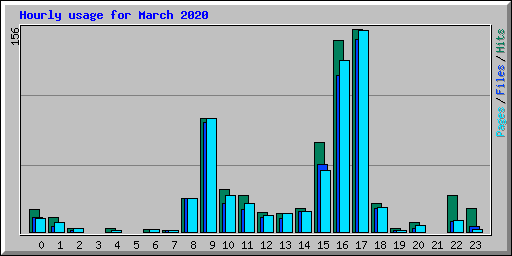 Hourly usage for March 2020
156
Pages/Files/Hits
0 1 2 3 4 5 6 7 8 9 10 11 12 13 14 15 16 17 18 19 20 21 22 23